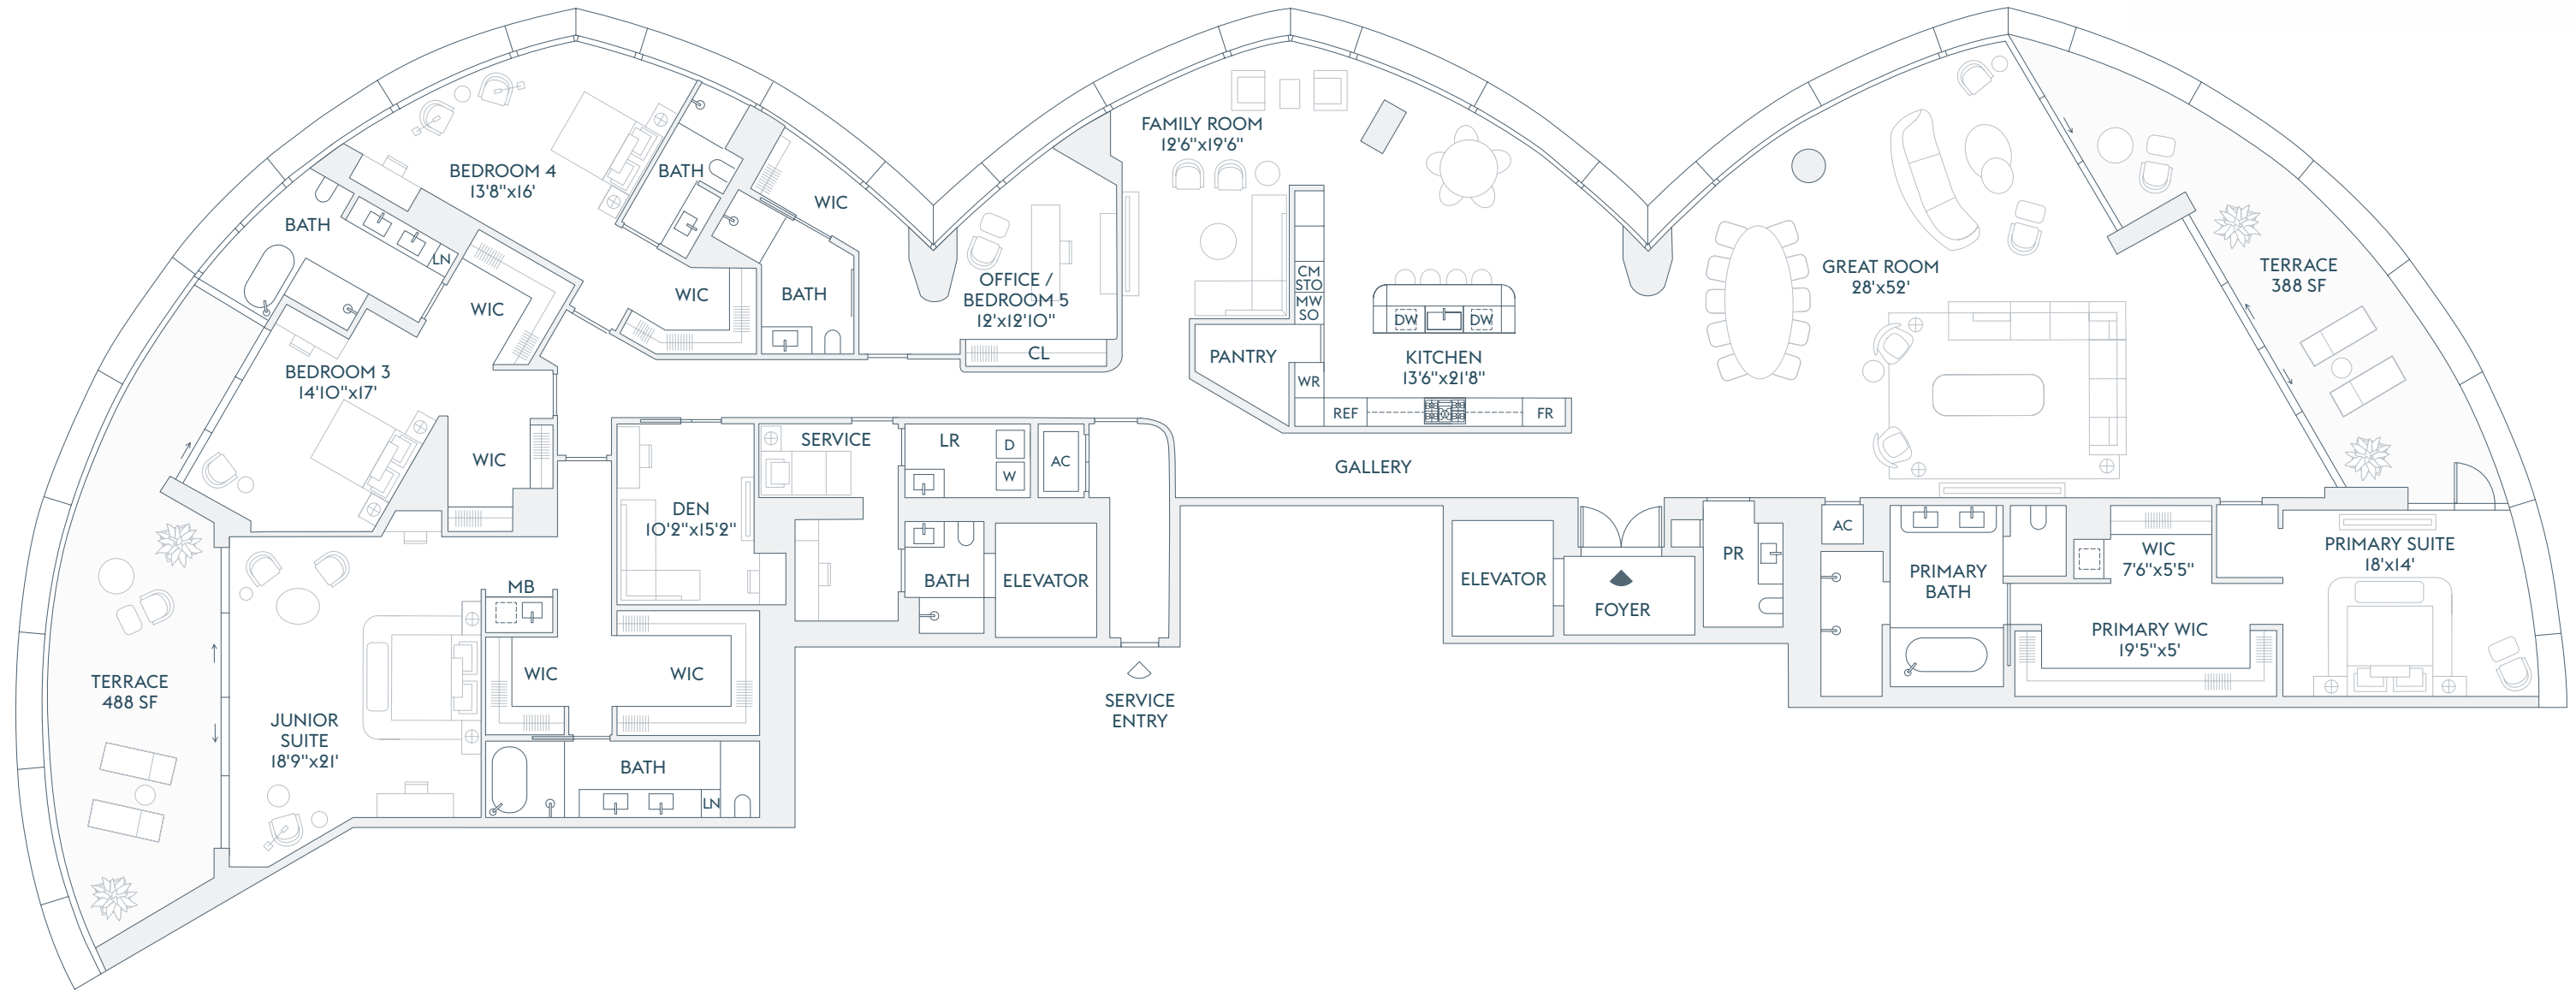 FAMILY ROOM
12'6"x19'6"
BEDROOM 4
13'8"x16'
BATH
WIC
BATH
LN
WIC
WIC
BATH
OFFICE /
BEDROOM 5
12'x12'10"
CL
CM
STO
MW
SO
DW
DW
PANTRY
WR
KITCHEN
13'6"x21'8"
REF
FR
GREAT ROOM
28'x52'
TERRACE
388 SF
BEDROOM 3
14'10"x17'
WIC
SERVICE
LR
D
W
AC
GALLERY
DEN
10'2"x15'2"
BATH
ELEVATOR
ELEVATOR
FOYER
PR
AC
PRIMARY
BATH
WIC
7'6"x5'5"
PRIMARY SUITE
18'x14'
PRIMARY WIC
19'5"x5'
MB
WIC
WIC
TERRACE
488 SF
JUNIOR
SUITE
18'9"x21'
BATH
LN
SERVICE
ENTRY